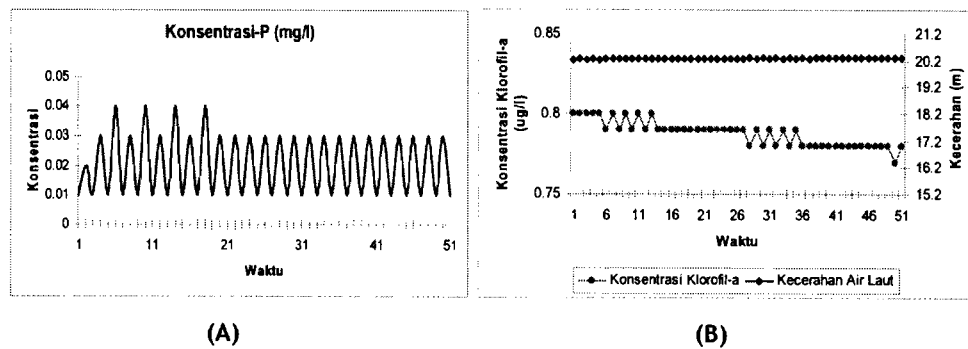 Konsentrasi-P (mg/l)
Konsentrasi
0.05
0.04
0.03
0.02
0.01
0
1 11 21 31 41 51
Waktu
(A)
Konsentrasi Klorofil-a
(ug/l)
0.85
0.8
0.75
21.2
20.2
19.2
18.2
17.2
16.2
15.2
Kecerahan (m)
1 6 11 16 21 26 31 36 41 46 51
Waktu
Konsentrasi Klorofil-a Kecerahan Air Laut
(B)